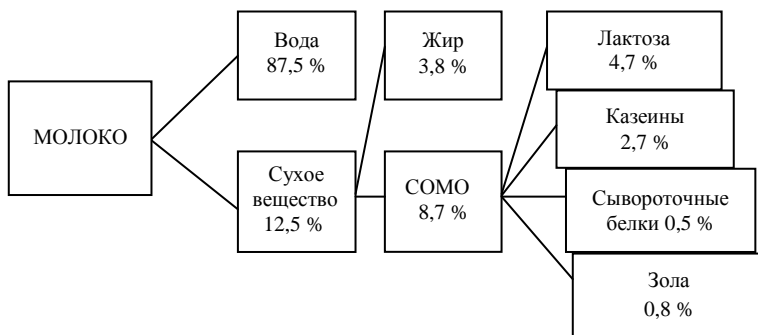 Вода
87,5 %
Жир
3,8 %
Лактоза
4,7 %
Казеины
2,7 %
МОЛОКО
Сухое
вещество
12,5 %
СОМО
8,7 %
Сывороточные
белки 0,5 %
Зола
0,8 %